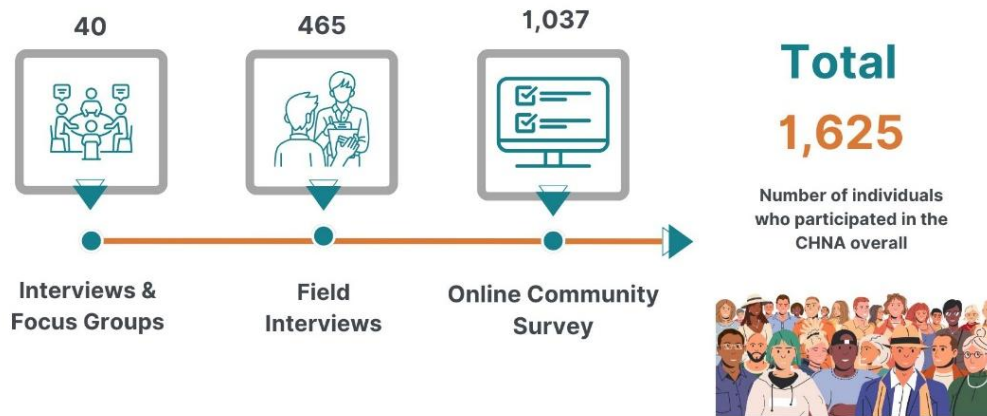 40
465
1,037
Interviews &
Focus Groups
Field
Interviews
Online Community
Survey
Total
1,625
Number of individuals
who participated in the
CHNA overall